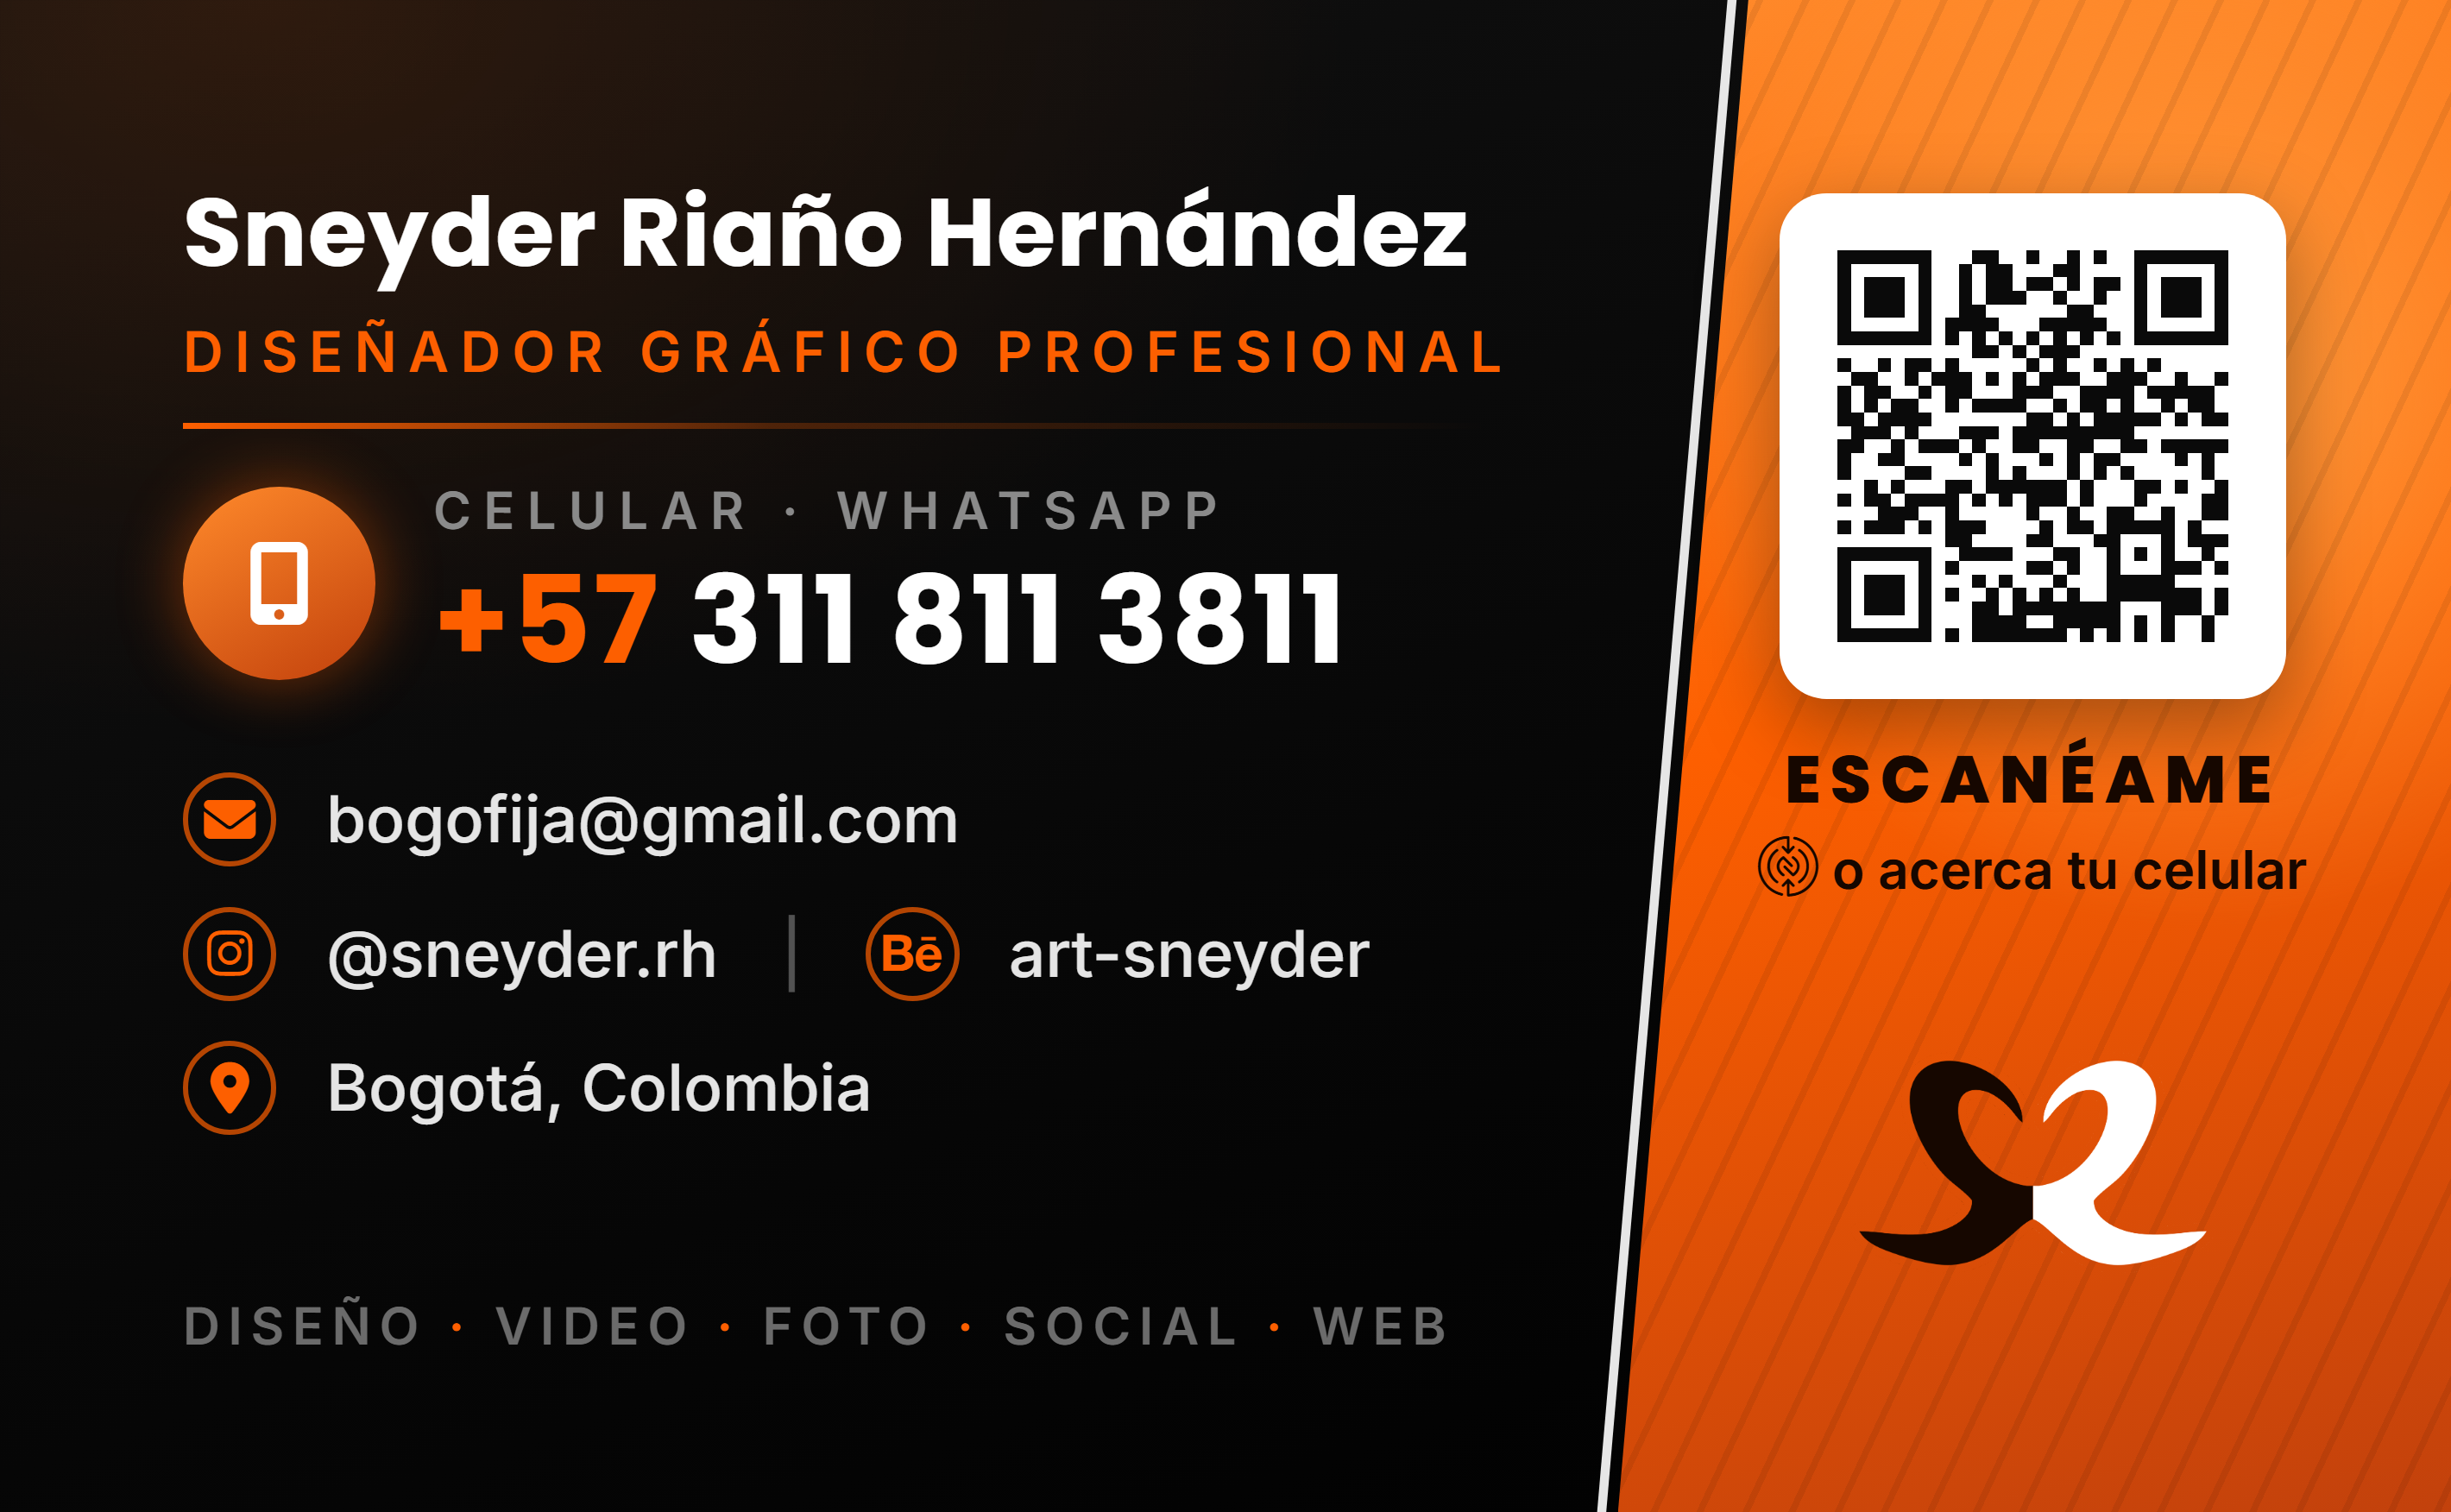 Sneyder Riaño Hernández
DISEÑADOR GRÁFICO PROFESIONAL
CELULAR · WHATSAPP
+57 311 811 3811
bogofija@gmail.com
@sneyder.rh | Bē art-sneyder
Bogotá, Colombia
DISEÑO · VIDEO · FOTO · SOCIAL · WEB
ESCANÉAME
o acerca tu celular